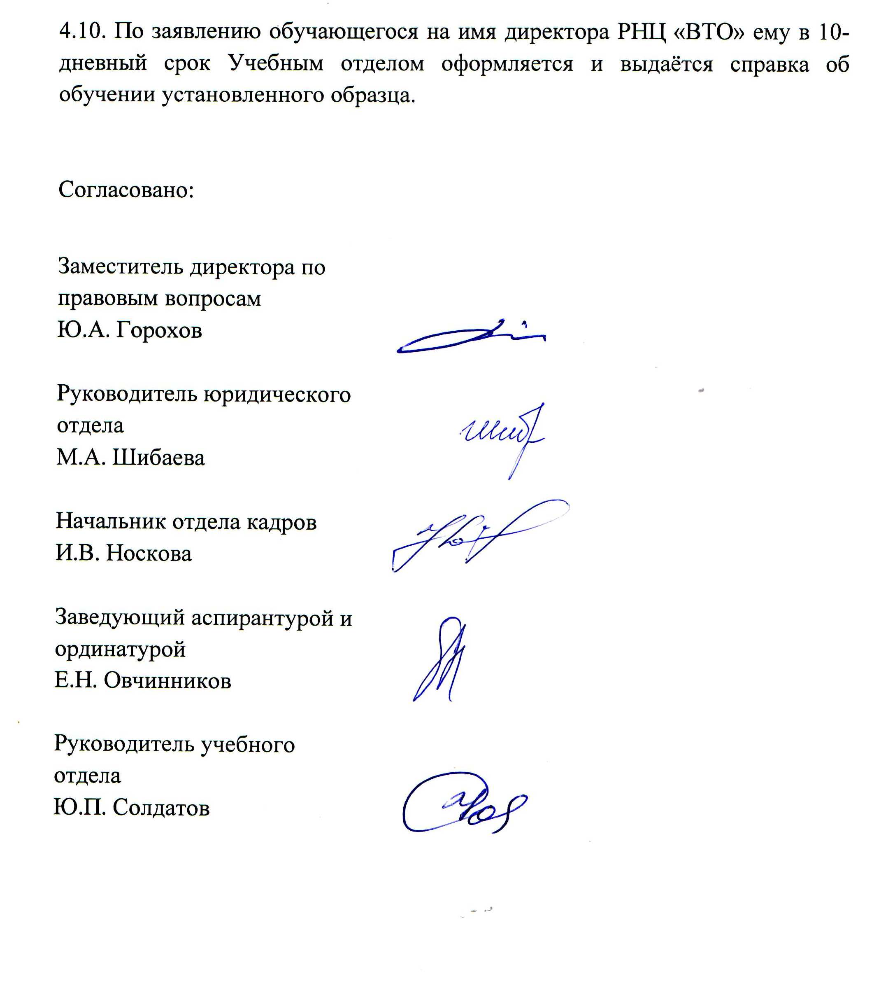 4.10. По заявлению обучающегося на имя директора РНЦ «ВТО» ему в 10-
дневный срок Учебным отделом оформляется и выдаётся справка об
обучении установленного образца.
Согласовано:
Заместитель директора по
правовым вопросам
Ю.А. Горохов
Руководитель юридического
отдела
М.А. Шибаева
Начальник отдела кадров
И.В. Носкова
Заведующий аспирантурой и
ординатурой
Е.Н. Овчинников
Руководитель учебного
отдела
Ю.П. Солдатов